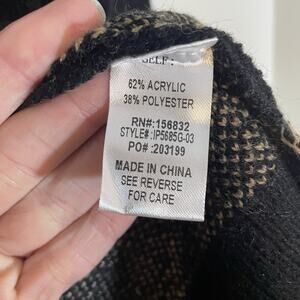 SELF:
62% ACRYLIC
38% POLYESTER
RN#:156832
STYLE#:IP5685G-03
PO#:203199
MADE IN CHINA
SEE REVERSE
FOR CARE